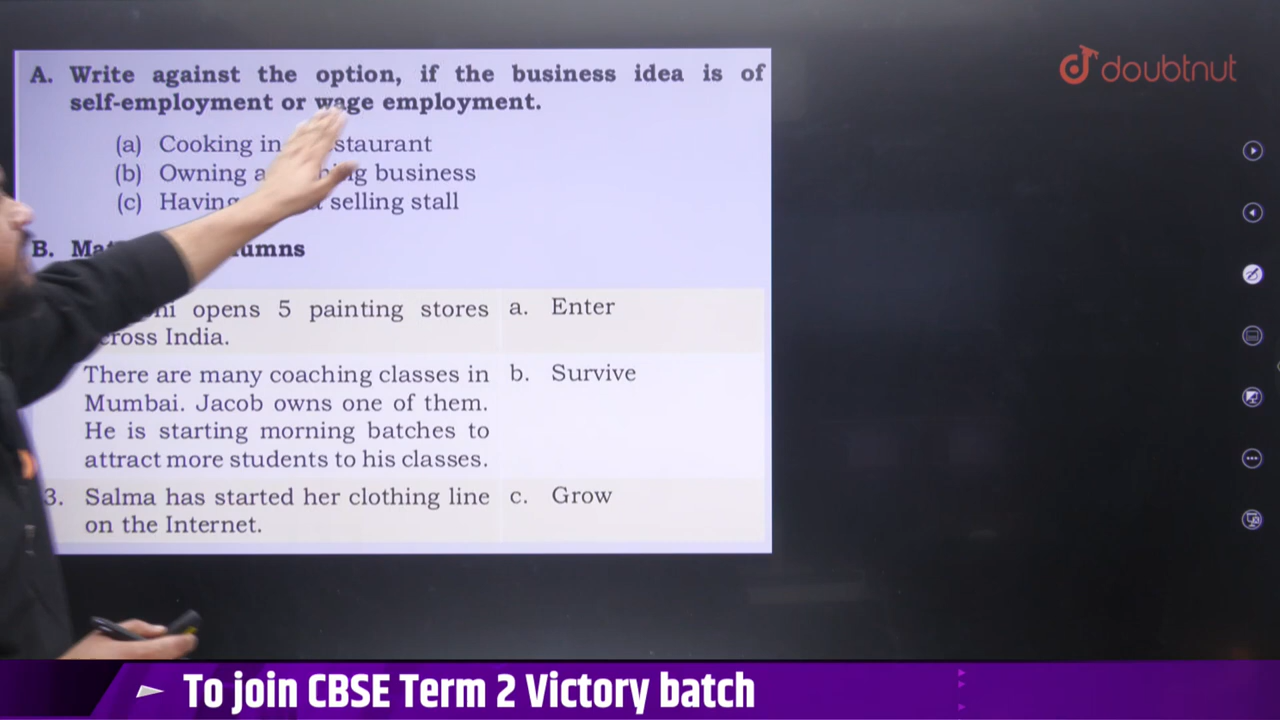 A. Write against the option, if the business idea is of
self-employment or wage employment.
(a) Cooking in staurant
(b) Owning a business
(c) Having selling stall
B.
opens 5 painting stores a. Enter
India.
There are many coaching classes in b. Survive
Mumbai. Jacob owns one of them.
He is starting morning batches to
attract more students to his classes.
3. Salma has started her clothing line c. Grow
on the Internet.
doubtnut
To join CBSE Term 2 Victory batch